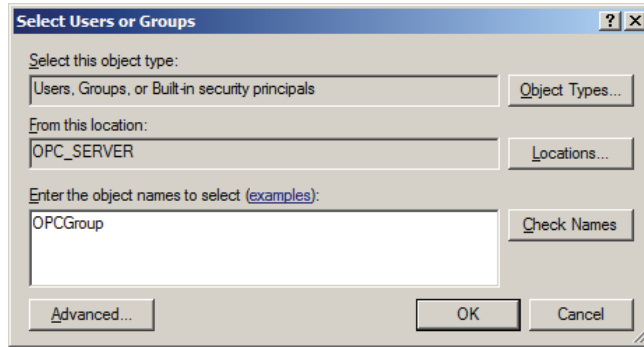 Select Users or Groups
Select this object type:
Users, Groups, or Built-in security principals
Object Types...
From this location:
OPC_SERVER
Locations...
Enter the object names to select (examples):
OPCGroup
Check Names
Advanced...
OK
Cancel